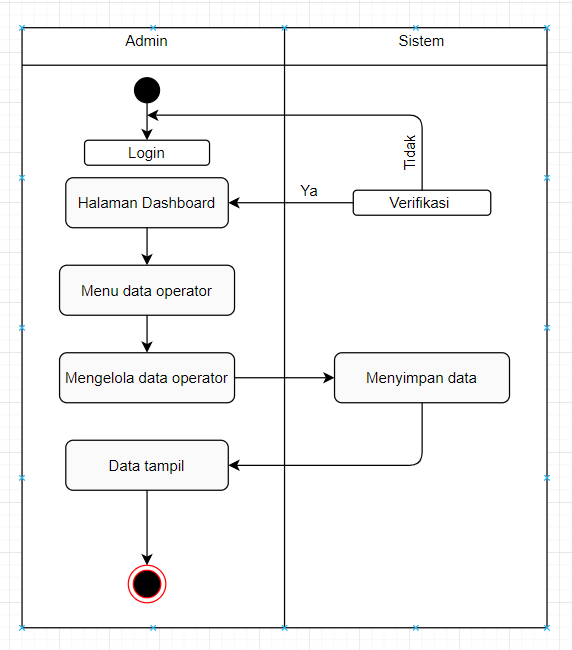 Admin
Sistem
Login
Tidak
Ya
Verifikasi
Halaman Dashboard
Menu data operator
Mengelola data operator
Menyimpan data
Data tampil